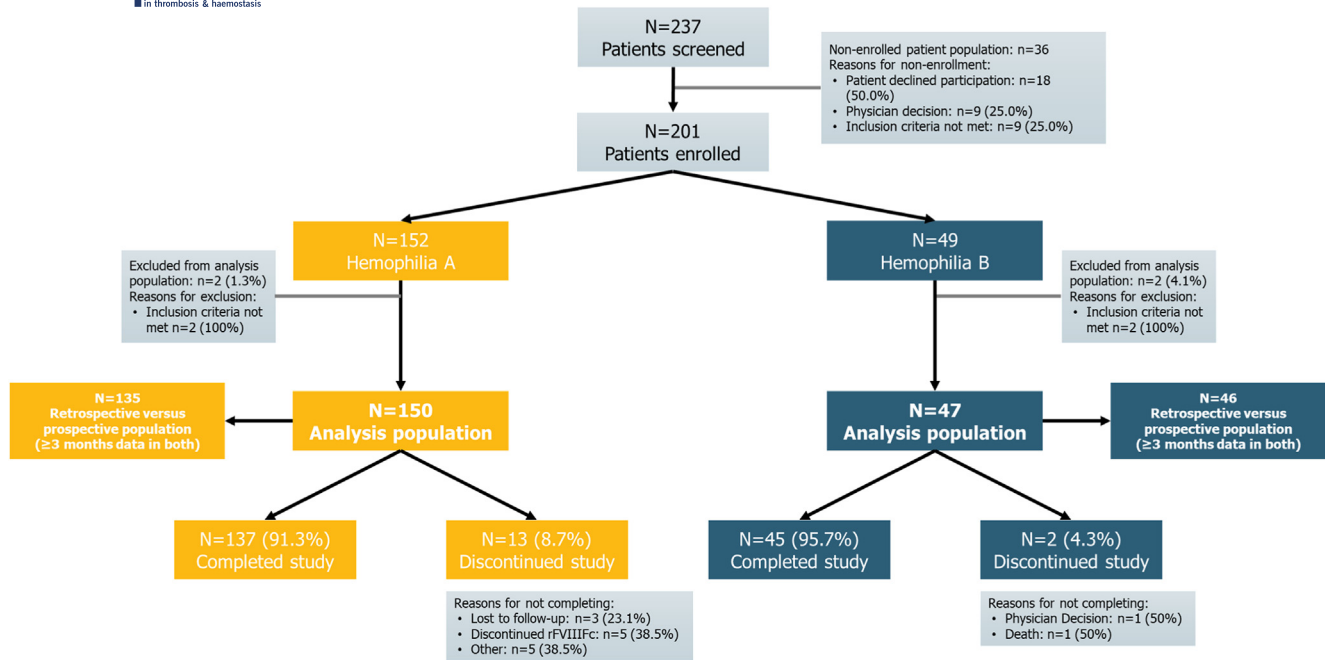 in thrombosis & haemostasis
N=237
Patients screened
Non-enrolled patient population: n=36
Reasons for non-enrollment:
• Patient declined participation: n=18
(50.0%)
• Physician decision: n=9 (25.0%)
• Inclusion criteria not met: n=9 (25.0%)
N=201
Patients enrolled
N=152
Hemophilia A
N=49
Hemophilia B
Excluded from analysis
population: n=2 (1.3%)
Reasons for exclusion:
• Inclusion criteria not
met n=2 (100%)
Excluded from analysis
population: n=2 (4.1%)
Reasons for exclusion:
• Inclusion criteria not
met n=2 (100%)
N=135
Retrospective versus
prospective population
(≥3 months data in both)
N=150
Analysis population
N=47
Analysis population
N=46
Retrospective versus
prospective population
(≥3 months data in both)
N=137 (91.3%)
Completed study
N=13 (8.7%)
Discontinued study
N=45 (95.7%)
Completed study
N=2 (4.3%)
Discontinued study
Reasons for not completing:
• Lost to follow-up: n=3 (23.1%)
• Discontinued rFVIIIFc: n=5 (38.5%)
• Other: n=5 (38.5%)
Reasons for not completing:
• Physician Decision: n=1 (50%)
• Death: n=1 (50%)